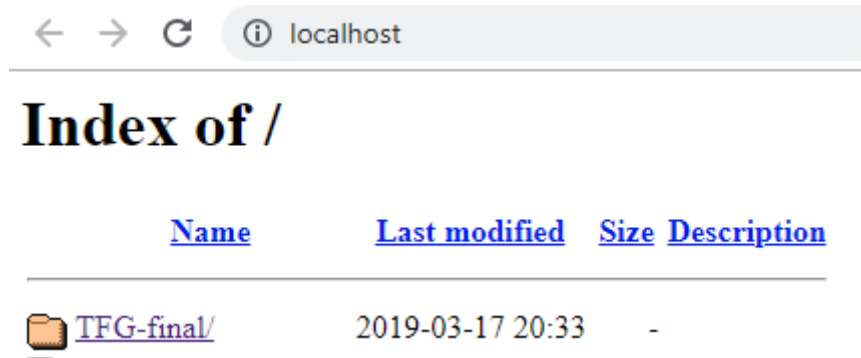 localhost
Index of /
Name Last modified Size Description
TFG-final/ 2019-03-17 20:33 -